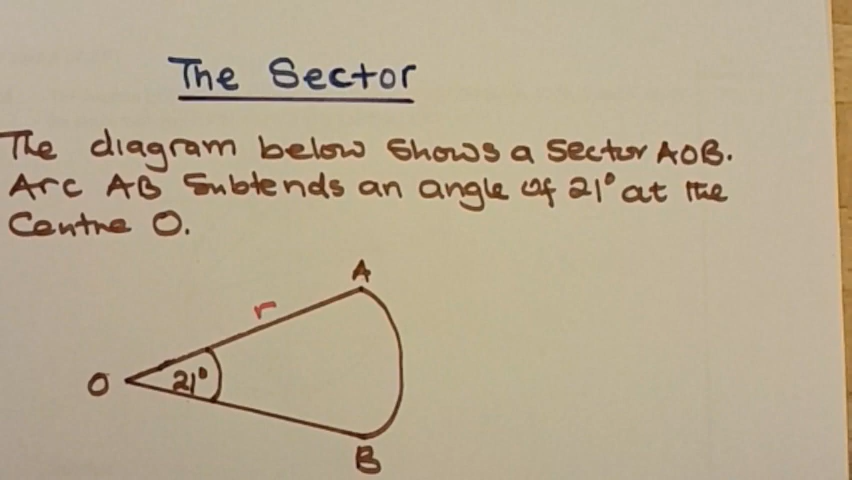 The Sector
The diagram below shows a sector AOB.
Arc AB Subtends an angle of 21° at the
Centre O.
A
r
O
21°
B